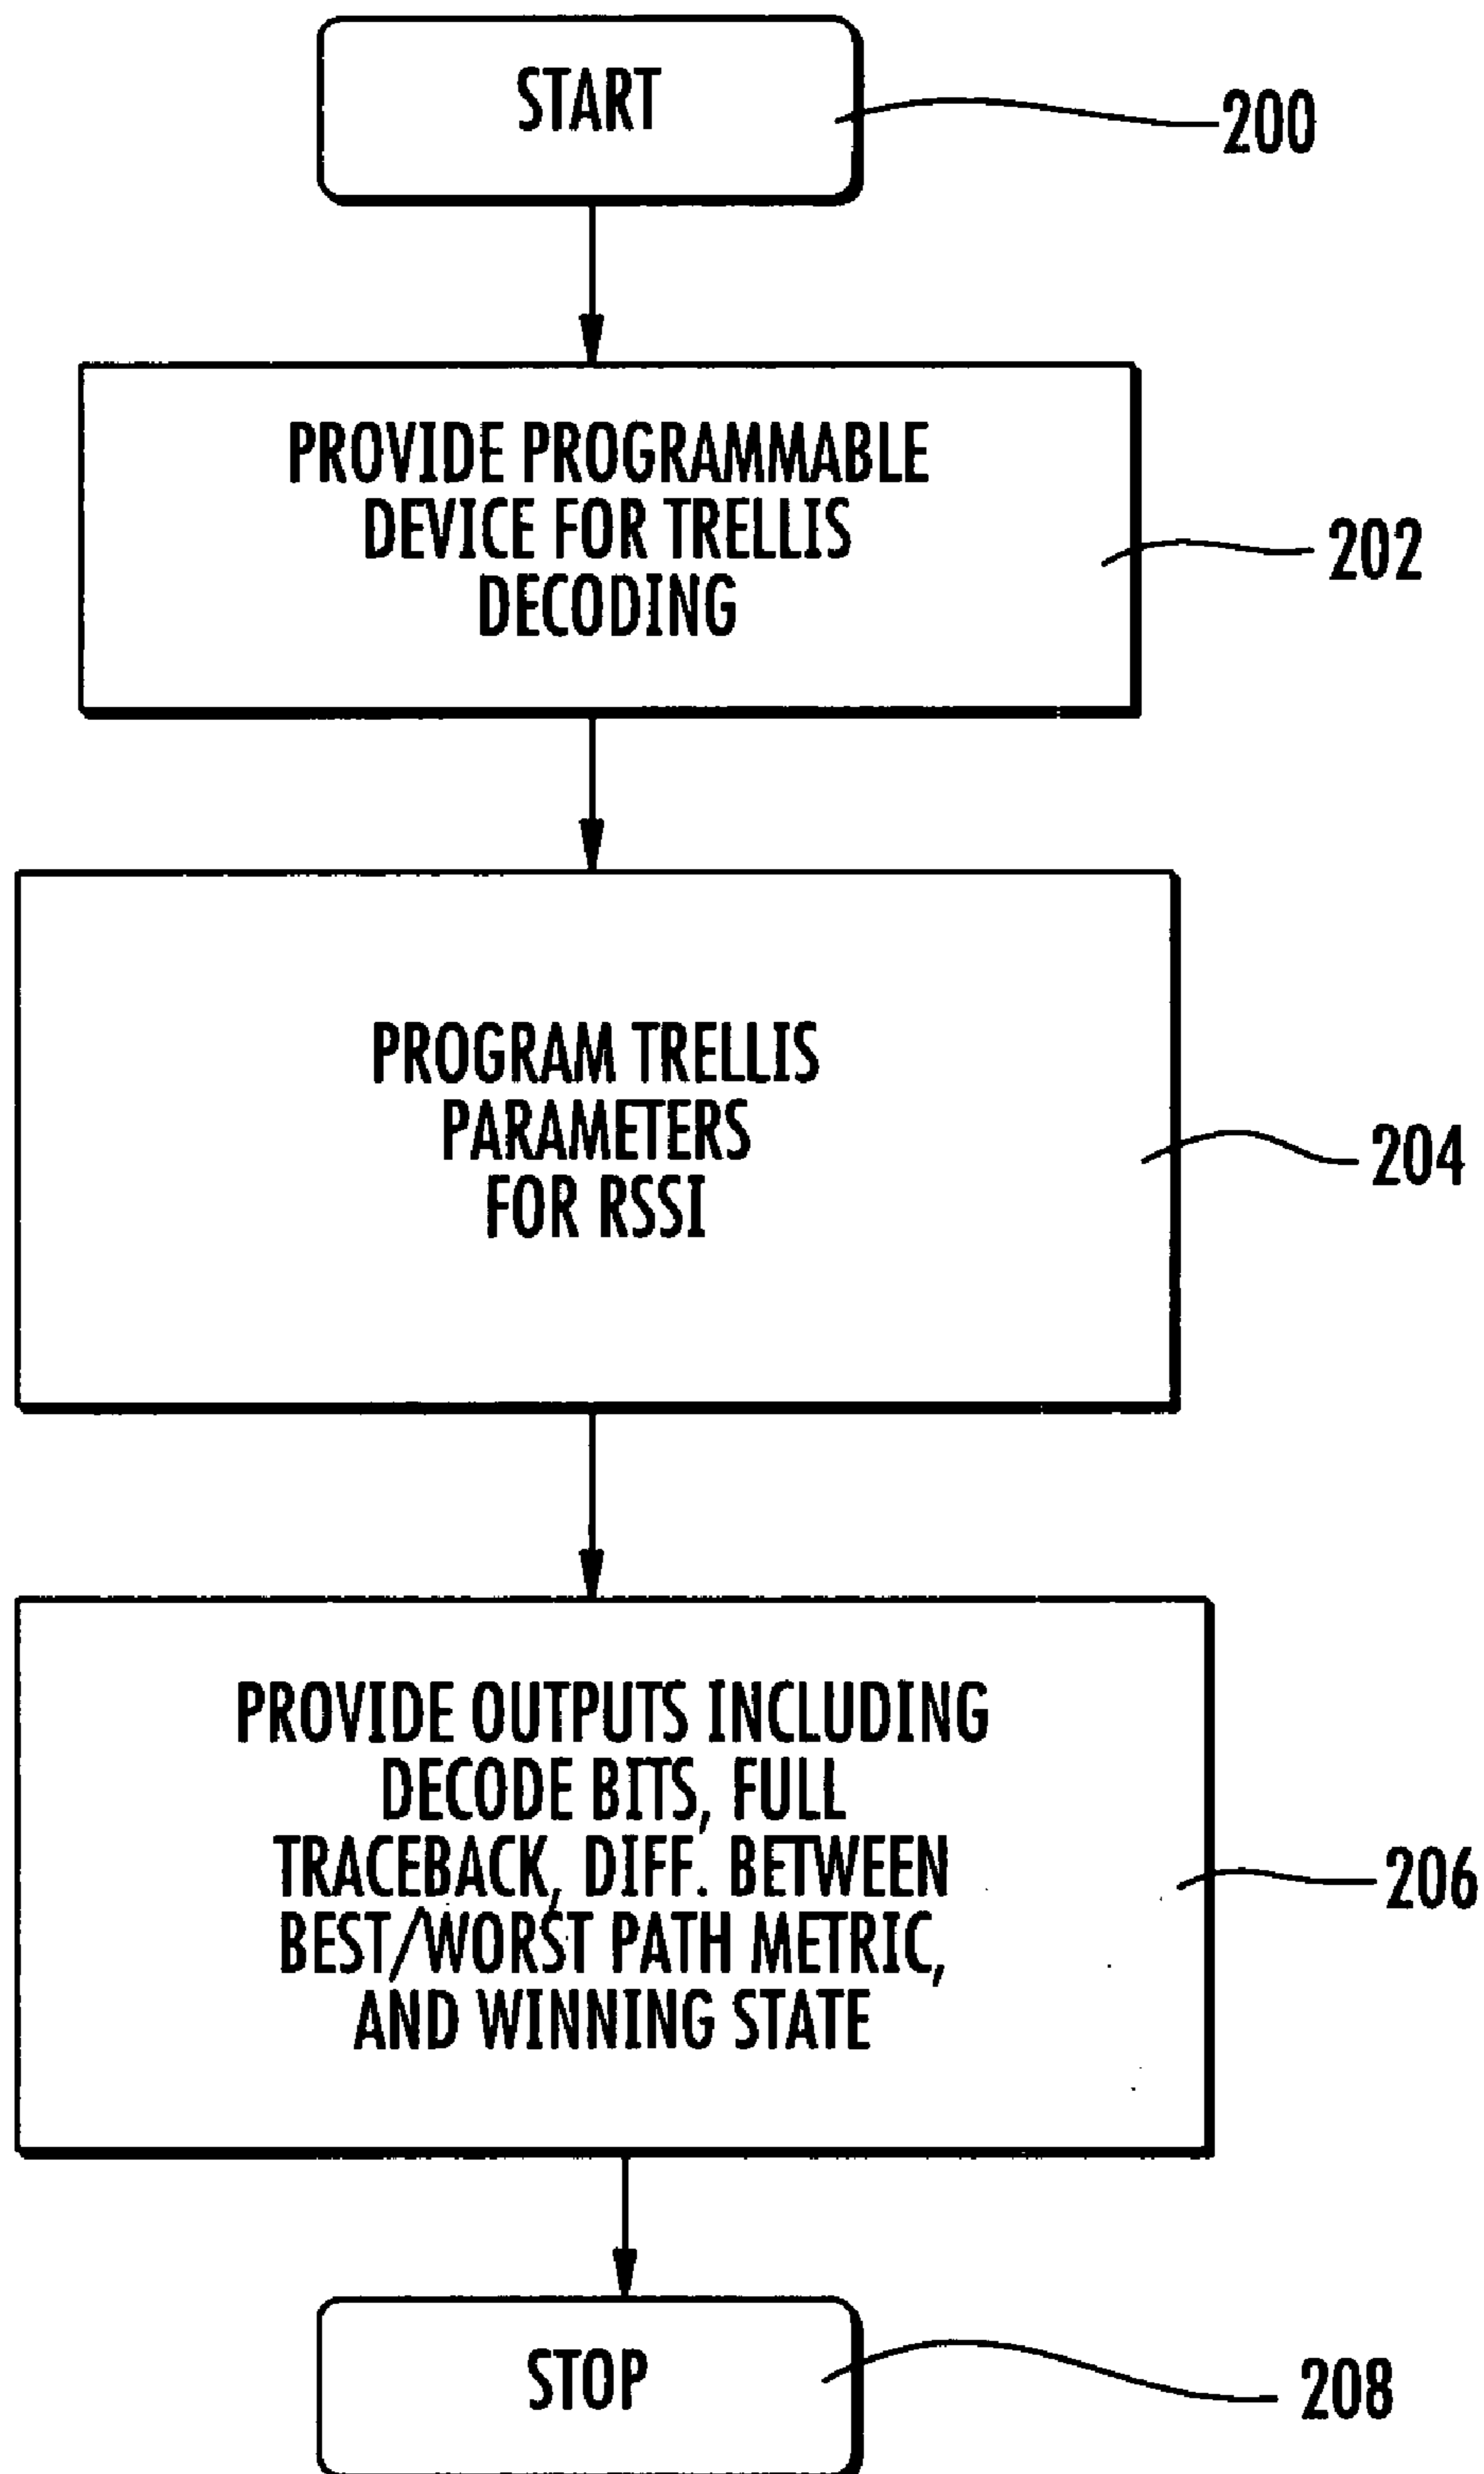 START
200
PROVIDE PROGRAMMABLE
DEVICE FOR TRELLIS
DECODING
202
PROGRAM TRELLIS
PARAMETERS
FOR RSSI
204
PROVIDE OUTPUTS INCLUDING
DECODE BITS, FULL
TRACEBACK, DIFF. BETWEEN
BEST/WORST PATH METRIC,
AND WINNING STATE
206
STOP
208